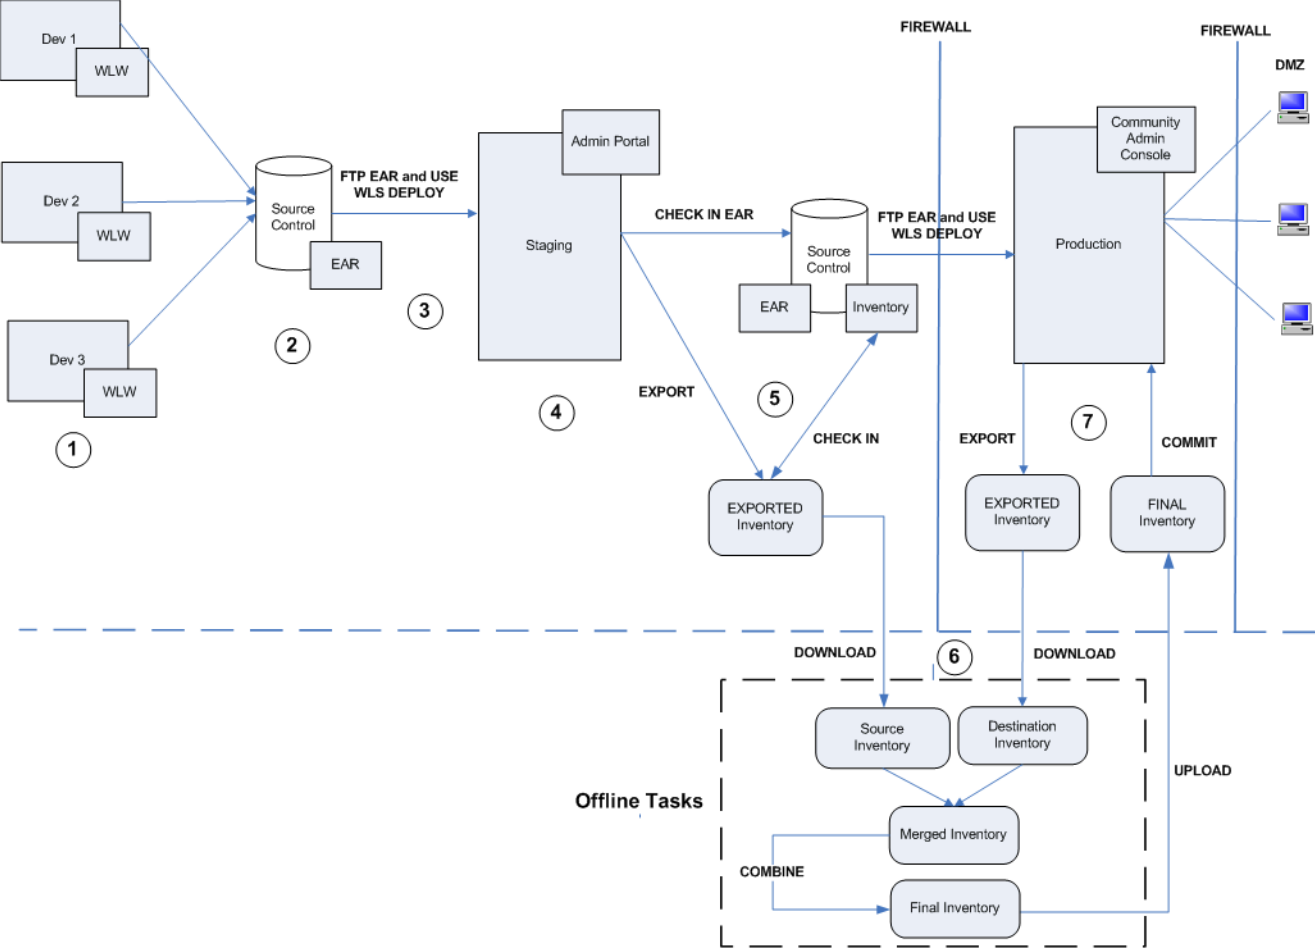 Dev 1
WLW
Dev 2
WLW
Dev 3
WLW
1
Source
Control
EAR
2
FTP EAR and USE
WLS DEPLOY
3
Admin Portal
Staging
4
CHECK IN EAR
EXPORT
Source
Control
EAR
Inventory
5
CHECK IN
EXPORTED
Inventory
FIREWALL
FTP EAR and USE
WLS DEPLOY
Community
Admin
Console
Production
7
EXPORT
COMMIT
EXPORTED
Inventory
FINAL
Inventory
FIREWALL
DMZ
DOWNLOAD
6
DOWNLOAD
Source
Inventory
Destination
Inventory
UPLOAD
Offline Tasks
Merged Inventory
COMBINE
Final Inventory